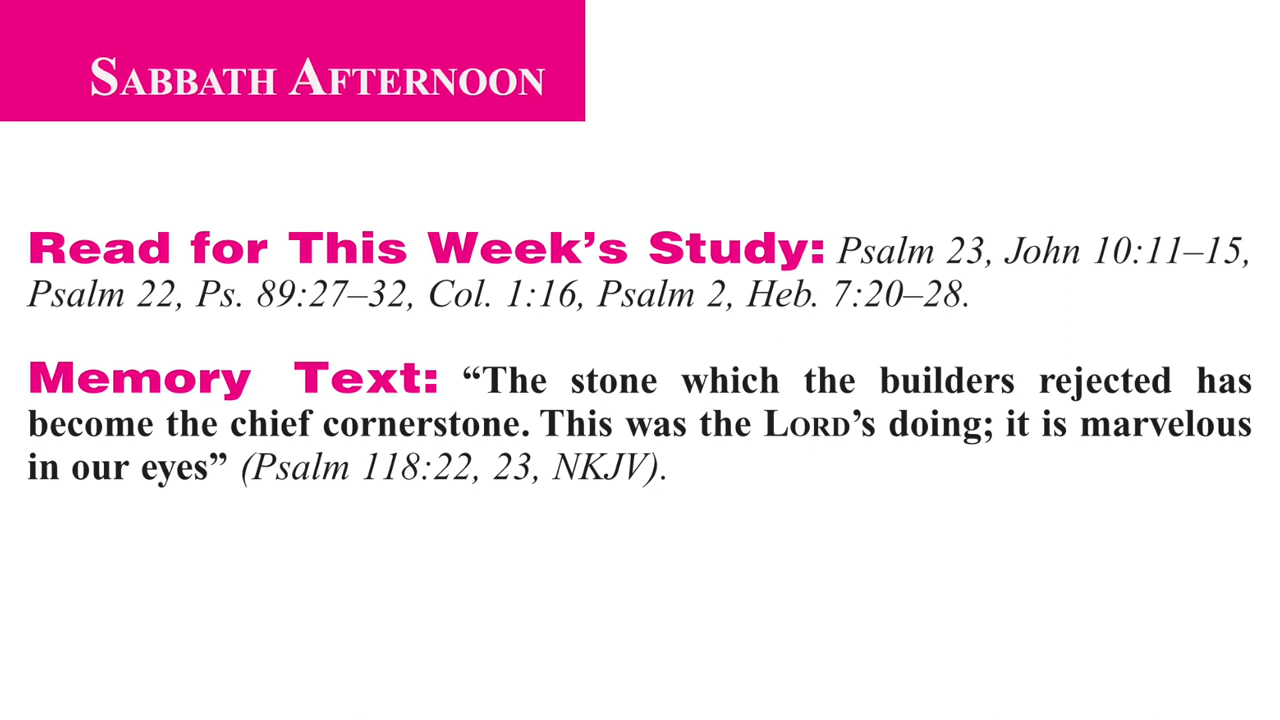 SABBATH AFTERNOON
Read for This Week’s Study: Psalm 23, John 10:11–15,
Psalm 22, Ps. 89:27–32, Col. 1:16, Psalm 2, Heb. 7:20–28.
Memory Text: “The stone which the builders rejected has
become the chief cornerstone. This was the LORD’s doing; it is marvelous
in our eyes” (Psalm 118:22, 23, NKJV).